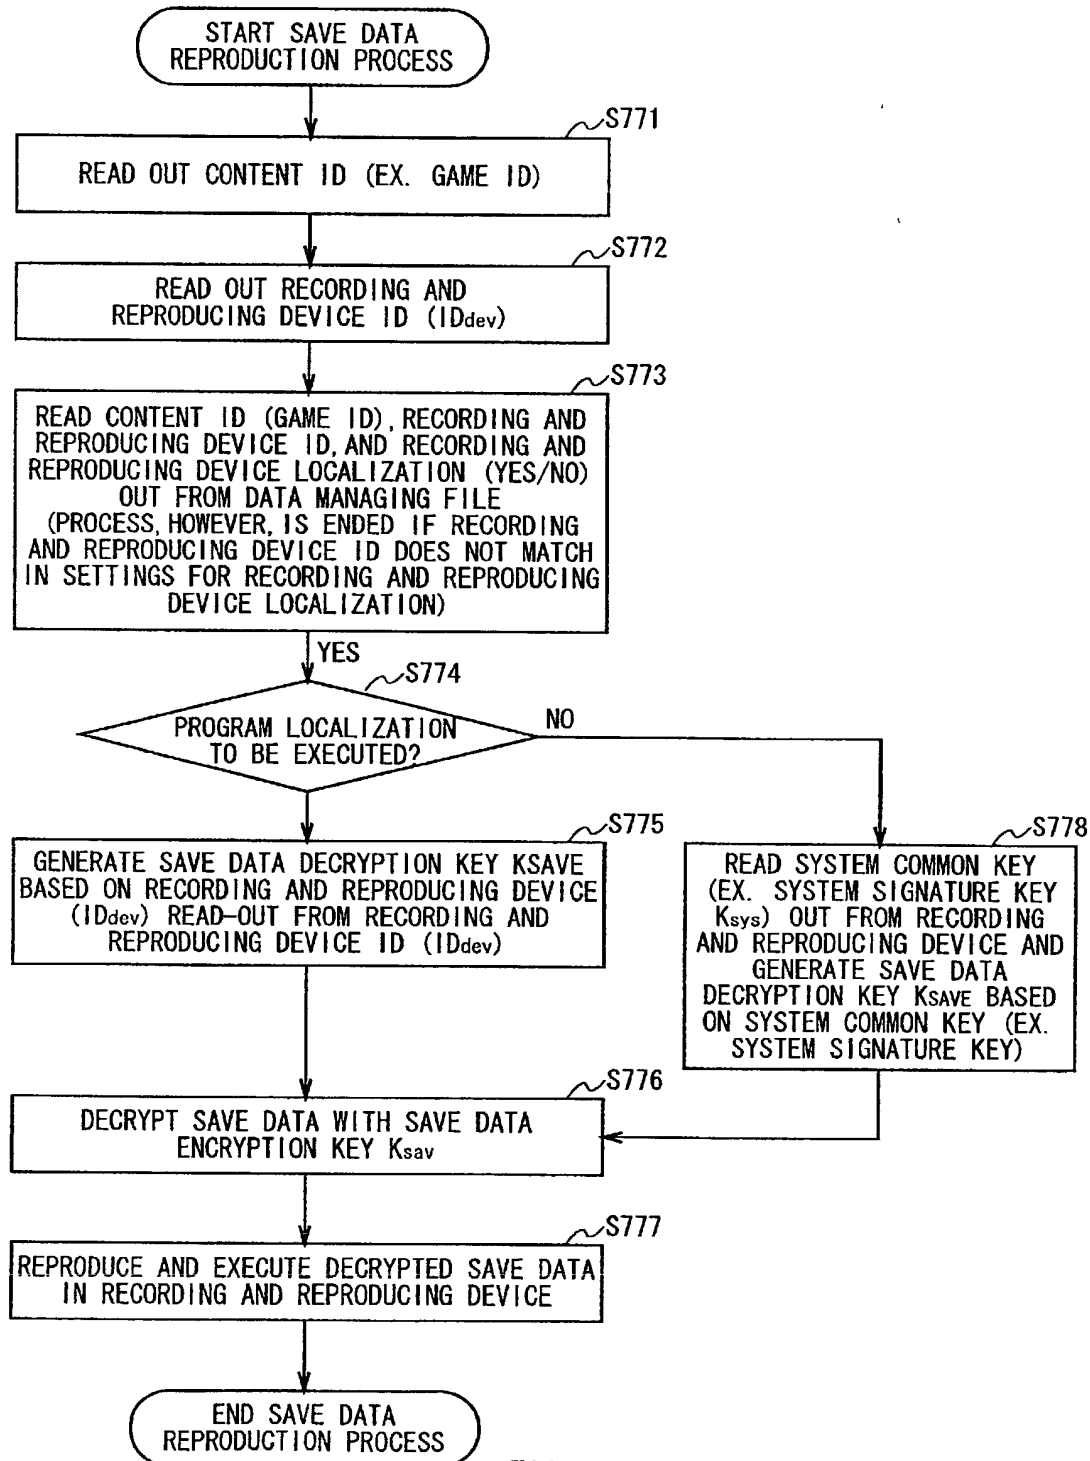 START SAVE DATA
REPRODUCTION PROCESS
S771
READ OUT CONTENT ID (EX. GAME ID)
S772
READ OUT RECORDING AND
REPRODUCING DEVICE ID (IDdev)
S773
READ CONTENT ID (GAME ID), RECORDING AND
REPRODUCING DEVICE ID, AND RECORDING AND
REPRODUCING DEVICE LOCALIZATION (YES/NO)
OUT FROM DATA MANAGING FILE
(PROCESS, HOWEVER, IS ENDED IF RECORDING
AND REPRODUCING DEVICE ID DOES NOT MATCH
IN SETTINGS FOR RECORDING AND REPRODUCING
DEVICE LOCALIZATION)
YES
S774
PROGRAM LOCALIZATION
TO BE EXECUTED?
NO
S775
GENERATE SAVE DATA DECRYPTION KEY KSAVE
BASED ON RECORDING AND REPRODUCING DEVICE
(IDdev) READ-OUT FROM RECORDING AND
REPRODUCING DEVICE ID (IDdev)
S778
READ SYSTEM COMMON KEY
(EX. SYSTEM SIGNATURE KEY
Ksys) OUT FROM RECORDING
AND REPRODUCING DEVICE AND
GENERATE SAVE DATA
DECRYPTION KEY KSAVE BASED
ON SYSTEM COMMON KEY (EX.
SYSTEM SIGNATURE KEY)
S776
DECRYPT SAVE DATA WITH SAVE DATA
ENCRYPTION KEY Ksav
S777
REPRODUCE AND EXECUTE DECRYPTED SAVE DATA
IN RECORDING AND REPRODUCING DEVICE
END SAVE DATA
REPRODUCTION PROCESS